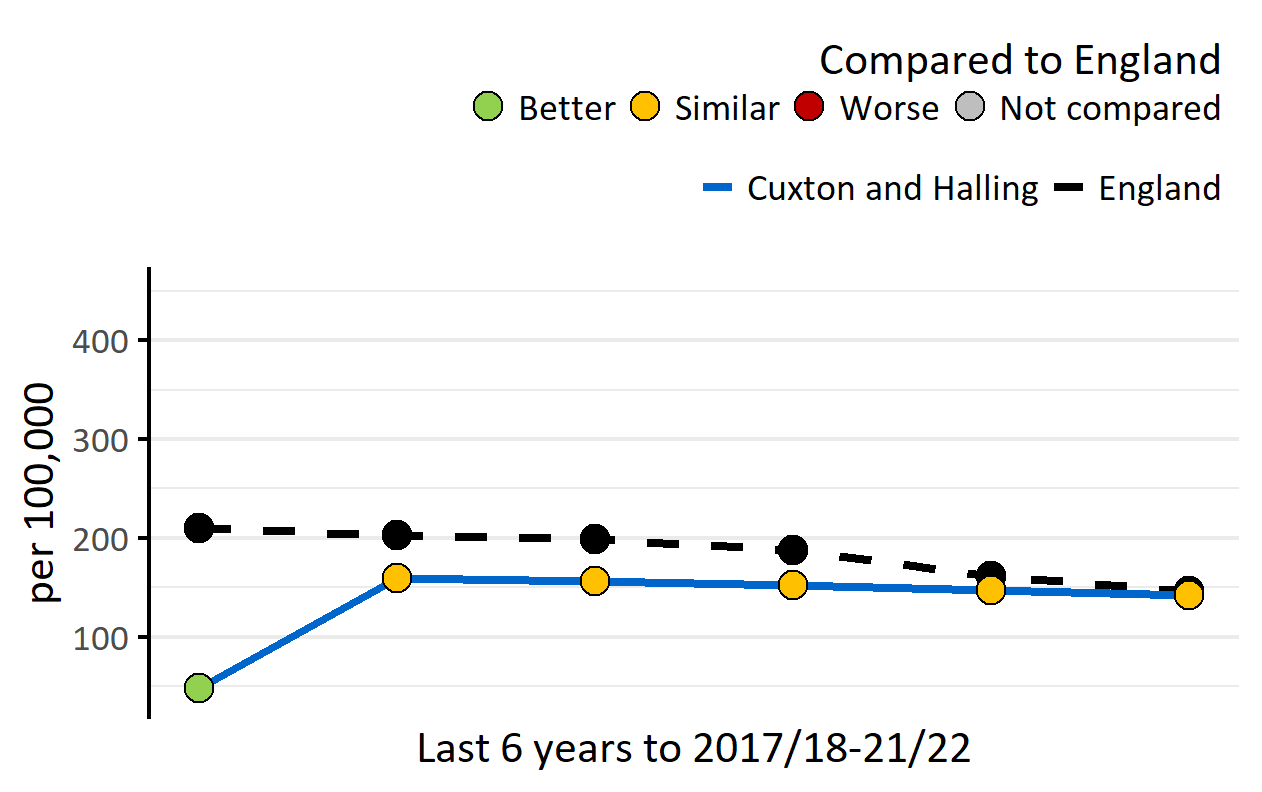 Compared to England
Better Similar Worse Not compared
Cuxton and Halling England
400
300
200
100
per 100,000
Last 6 years to 2017/18-21/22